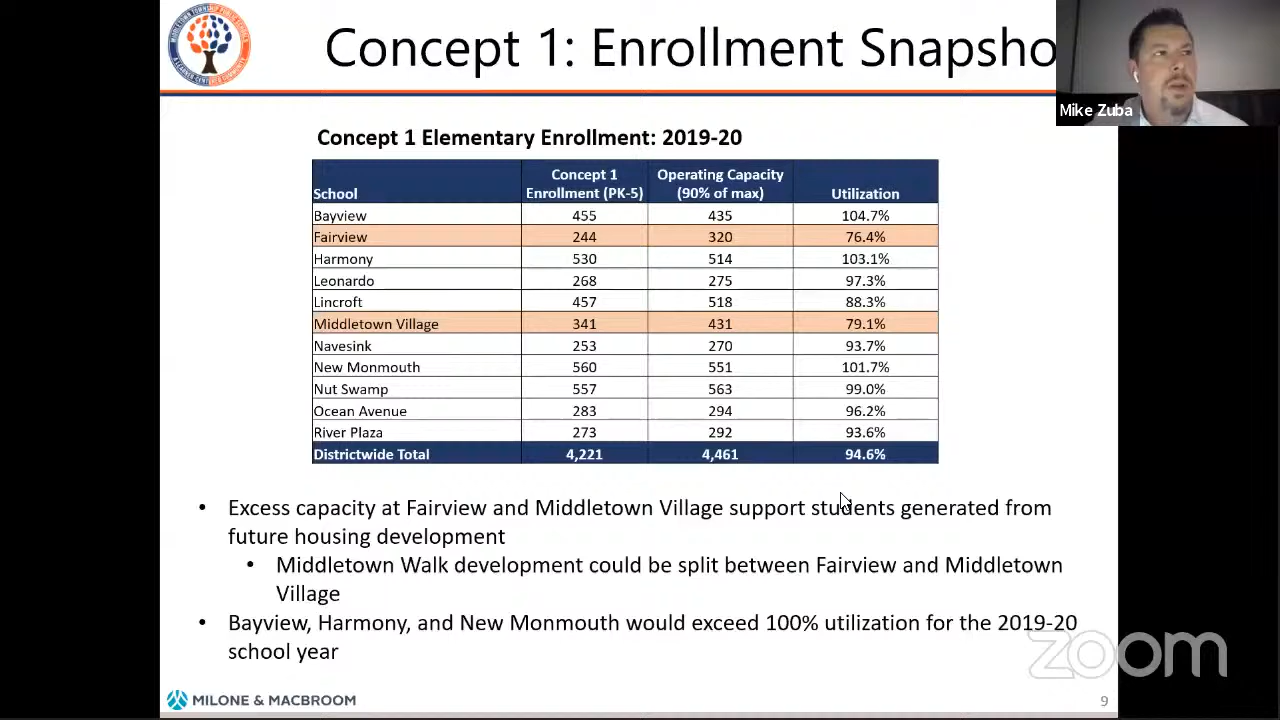 Concept 1: Enrollment Snapsho
Mike Zuba
Concept 1 Elementary Enrollment: 2019-20
School Concept 1 Enrollment (PK-5) Operating Capacity (90% of max) Utilization
Bayview 455 435 104.7%
Fairview 244 320 76.4%
Harmony 530 514 103.1%
Leonardo 268 275 97.3%
Lincroft 457 518 88.3%
Middletown Village 341 431 79.1%
Navesink 253 270 93.7%
New Monmouth 560 551 101.7%
Nut Swamp 557 563 99.0%
Ocean Avenue 283 294 96.2%
River Plaza 273 292 93.6%
Districtwide Total 4,221 4,461 94.6%
• Excess capacity at Fairview and Middletown Village support students generated from
future housing development
• Middletown Walk development could be split between Fairview and Middletown
Village
• Bayview, Harmony, and New Monmouth would exceed 100% utilization for the 2019-20
school year
zoom
MILONE & MACBROOM
9